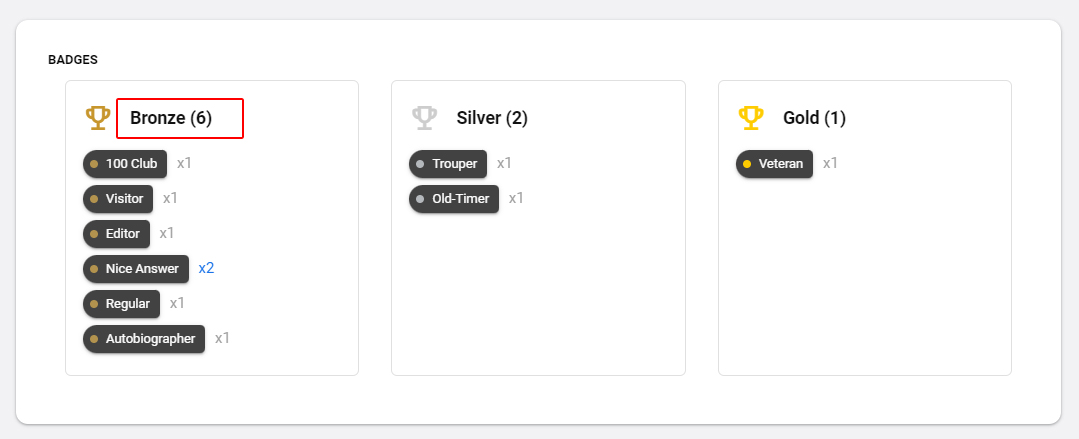 BADGES
Bronze (6)
100 Club x1
Visitor x1
Editor x1
Nice Answer x2
Regular x1
Autobiographer x1
Silver (2)
Trouper x1
Old-Timer x1
Gold (1)
Veteran x1